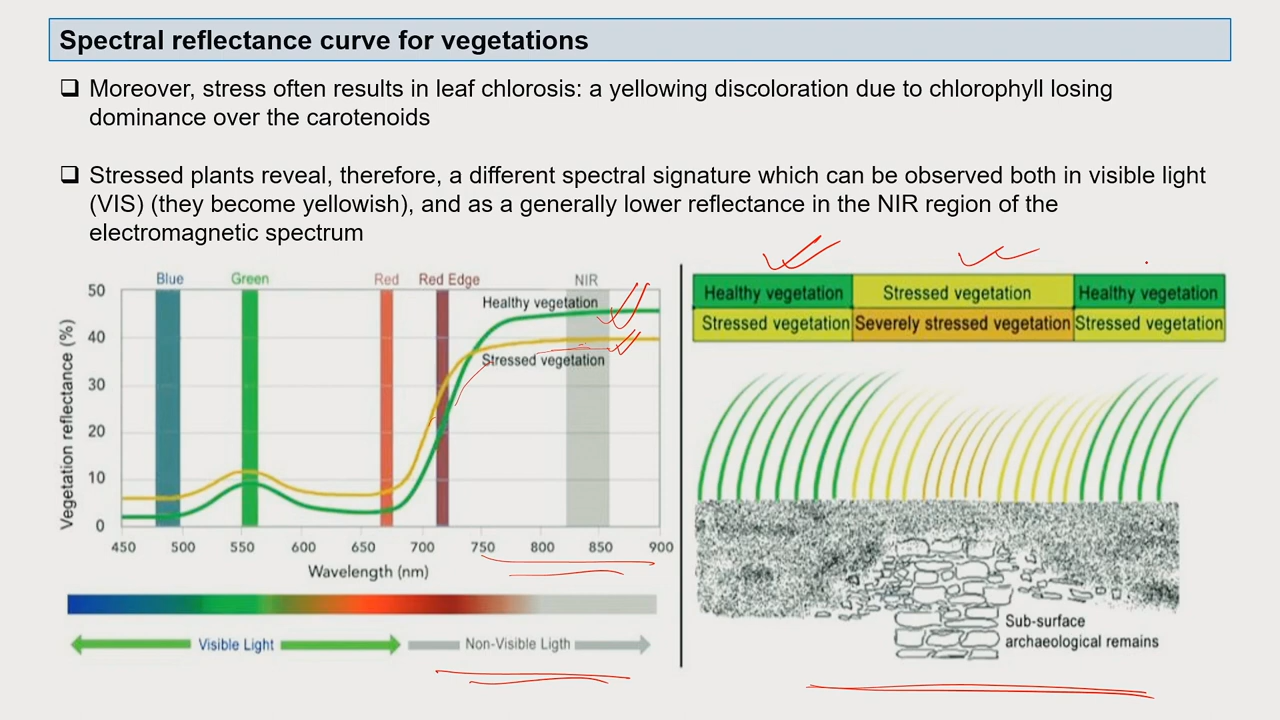 Spectral reflectance curve for vegetations
Moreover, stress often results in leaf chlorosis: a yellowing discoloration due to chlorophyll losing
dominance over the carotenoids
Stressed plants reveal, therefore, a different spectral signature which can be observed both in visible light
(VIS) (they become yellowish), and as a generally lower reflectance in the NIR region of the
electromagnetic spectrum
Blue Green Red Red Edge NIR
Vegetation reflectance (%)
50
40
30
20
10
0
Healthy vegetation
Stressed vegetation
450 500 550 600 650 700 750 800 850 900
Wavelength (nm)
Visible Light Non-Visible Ligth
Healthy vegetation Stressed vegetation Healthy vegetation
Stressed vegetation Severely stressed vegetation Stressed vegetation
Sub-surface
archaeological remains